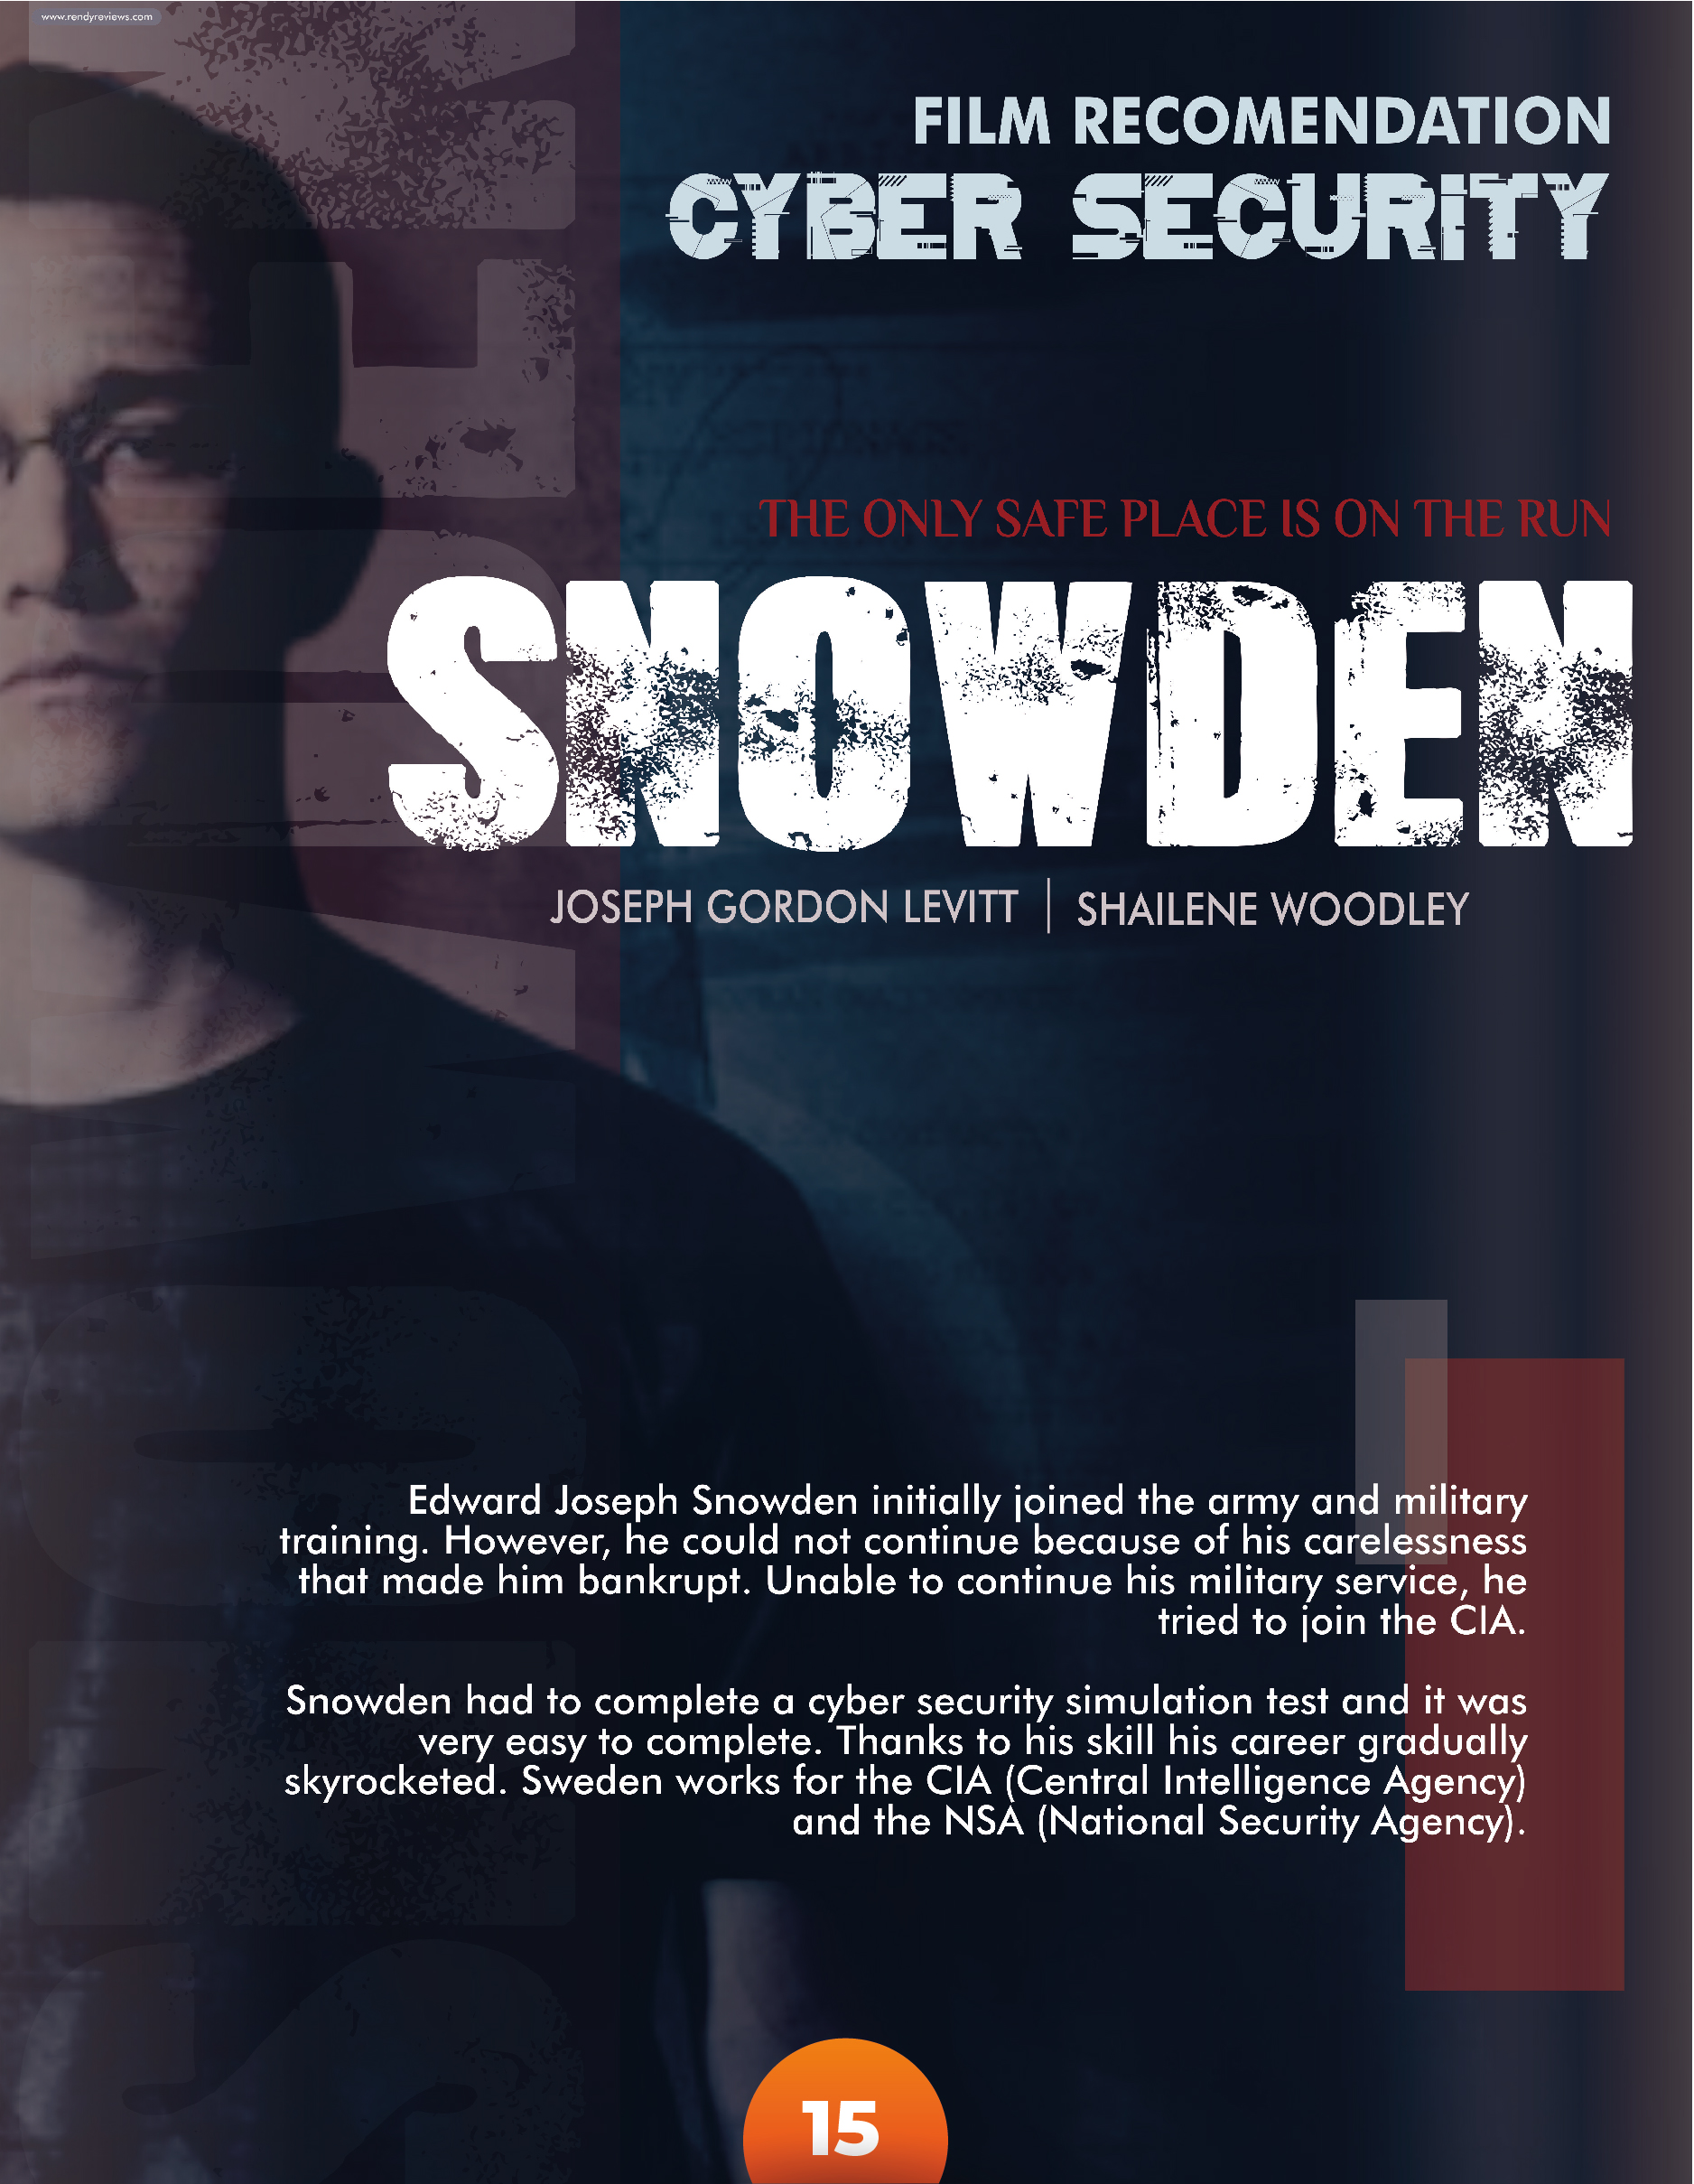 www.rendyreviews.com
FILM RECOMENDATION
CYBER SECURITY
THE ONLY SAFE PLACE IS ON THE RUN
SNOWDEN
JOSEPH GORDON LEVITT | SHAILENE WOODLEY
Edward Joseph Snowden initially joined the army and military
training. However, he could not continue because of his carelessness
that made him bankrupt. Unable to continue his military service, he
tried to join the CIA.
Snowden had to complete a cyber security simulation test and it was
very easy to complete. Thanks to his skill his career gradually
skyrocketed. Sweden works for the CIA (Central Intelligence Agency)
and the NSA (National Security Agency).
15
SNOWDEN